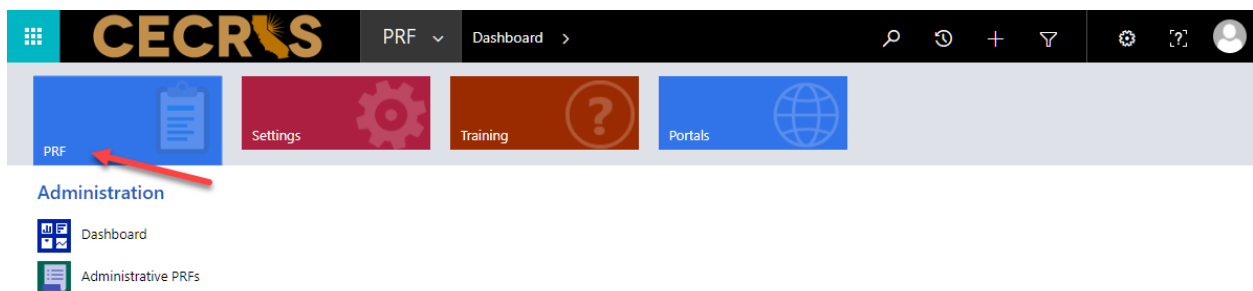 CECRIS PRF Dashboard
Settings Training Portals
PRF
Administration
Dashboard
Administrative PRFs